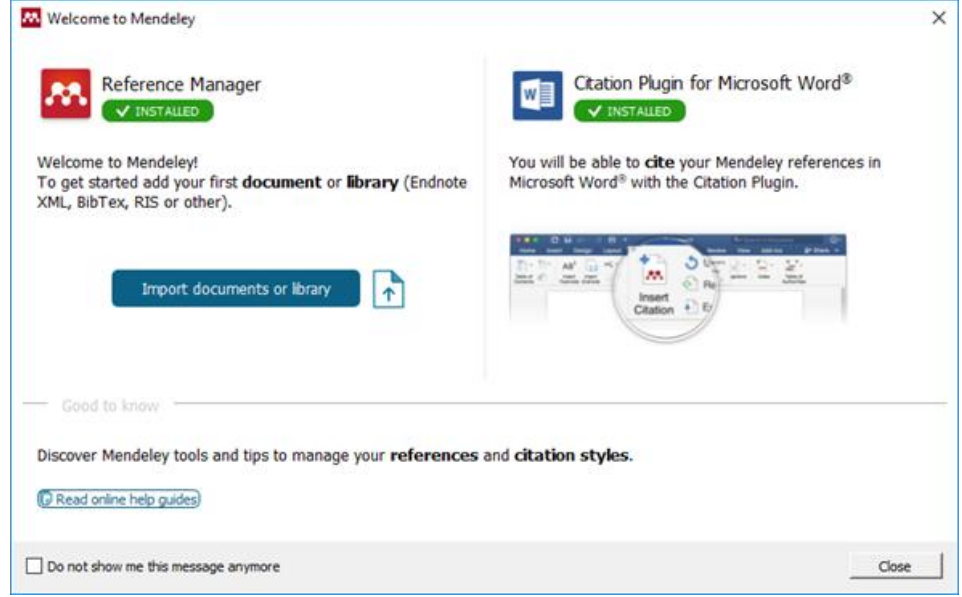 Welcome to Mendeley
Reference Manager
INSTALLED
Welcome to Mendeley!
To get started add your first document or library (Endnote
XML, BibTex, RIS or other).
Import documents or library
Citation Plugin for Microsoft Word®
INSTALLED
You will be able to cite your Mendeley references in
Microsoft Word® with the Citation Plugin.
Insert
Citation
Good to know
Discover Mendeley tools and tips to manage your references and citation styles.
Read online help guides
Do not show me this message anymore
Close